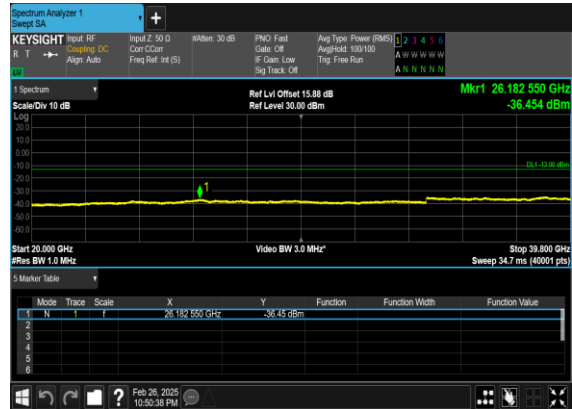 Spectrum Analyzer 1
Swept SA
+
KEYSIGHT Input: RF Input Z: 50 Ω #Atten: 30 dB PNO: Fast Avg Type: Power (RMS) 1 2 3 4 5 6
R T Coupling: DC Corr CCorr Gate: Off Avg|Hold: 100/100 A W W W W W
Align: Auto Freq Ref: Int (S) IF Gain: Low Trig: Free Run
Sig Track: Off A N N N N N
1 Spectrum Ref Lvl Offset 15.88 dB Mkr1 26.182 550 GHz
Scale/Div 10 dB Ref Level 30.00 dBm -36.454 dBm
Log
20.0
10.0
0.00
-10.0 DL1 -13.00 dBm
-20.0
-30.0 1
-40.0
-50.0
-60.0
Start 20.000 GHz Video BW 3.0 MHz* Stop 39.800 GHz
#Res BW 1.0 MHz Sweep 34.7 ms (40001 pts)
5 Marker Table
Mode Trace Scale X Y Function Function Width Function Value
1 N 1 f 26.182 550 GHz -36.45 dBm
2
3
4
5
6
? Feb 26, 2025
10:50:38 PM